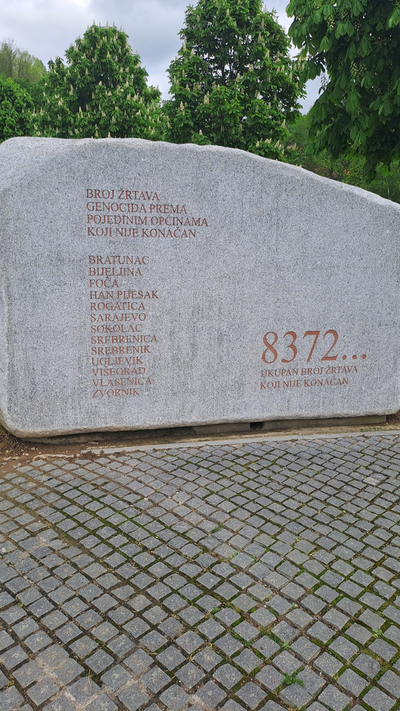 BROJ ŽRTAVA
GENOCIDA PREMA
POJEDINIM OPĆINAMA
KOJI NIJE KONAČAN
BRATUNAC
BIJELJINA
FOČA
HAN PIJESAK
ROGATICA
SARAJEVO
SOKOLAC
SREBRENICA
SREBRENIK
UGLJEVIK
VIŠEGRAD
VLASENICA
ZVORNIK
8372...
UKUPAN BROJ ŽRTAVA
KOJI NIJE KONAČAN